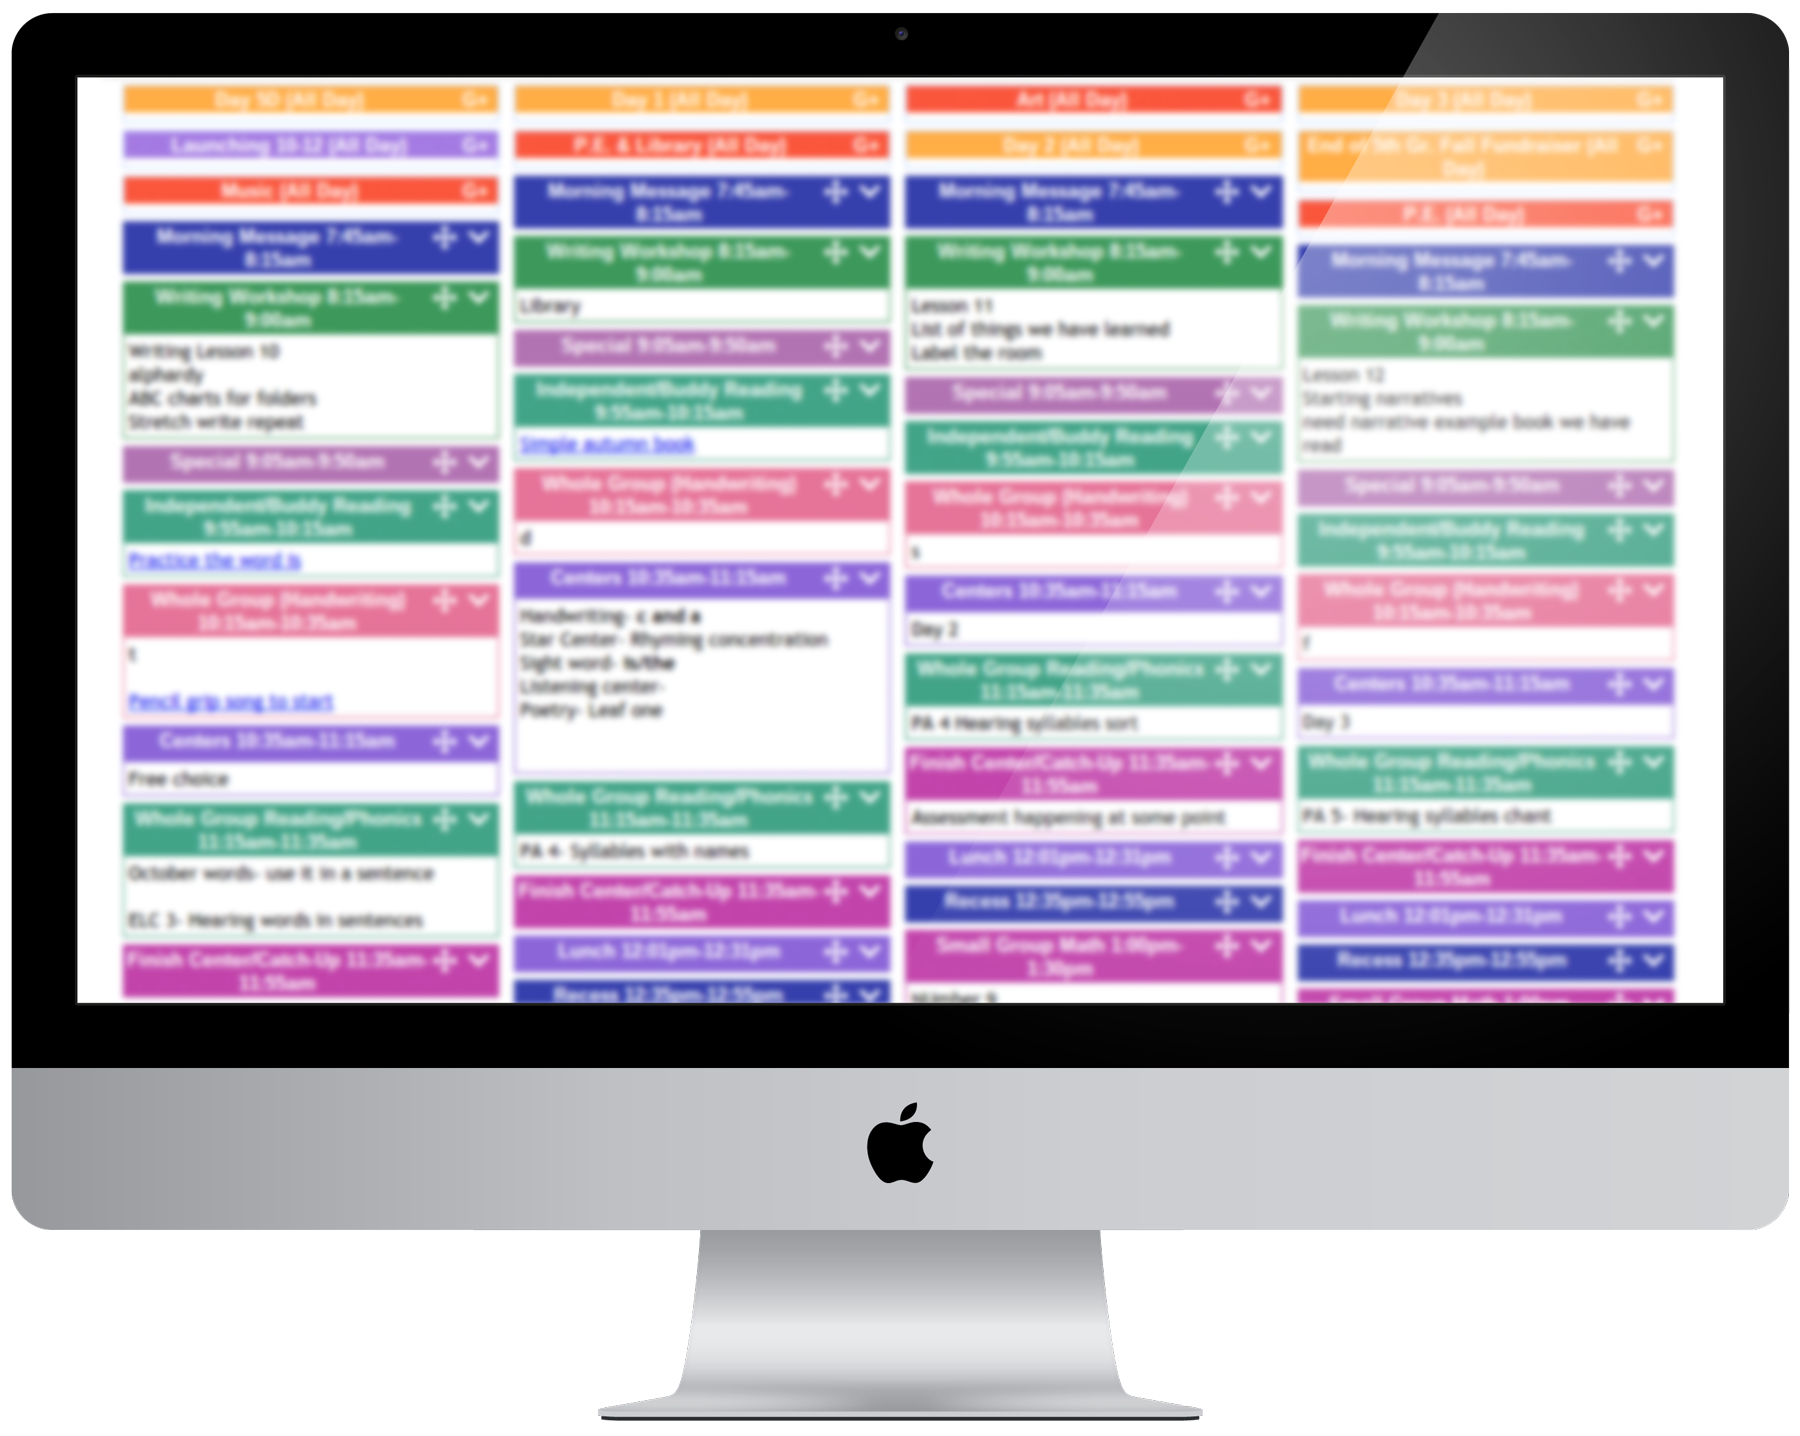 Day 5D (All Day) G+
Launching 10-12 (All Day) G+
Music (All Day) G+
Morning Message 7:45am-
8:15am
Writing Workshop 8:15am-
9:00am
Writing Lesson 10
alphardy
ABC charts for folders
Stretch write repeat
Special 9:05am-9:50am
Independent/Buddy Reading
9:55am-10:15am
Practice the word is
Whole Group (Handwriting)
10:15am-10:35am
t
Pencil grip song to start
Centers 10:35am-11:15am
Free choice
Whole Group Reading/Phonics
11:15am-11:35am
October words- use it in a sentence
ELC 3- Hearing words in sentences
Finish Center/Catch-Up 11:35am-
11:55am
Day 1 (All Day) G+
P.E. & Library (All Day) G+
Morning Message 7:45am-
8:15am
Writing Workshop 8:15am-
9:00am
Library
Special 9:05am-9:50am
Independent/Buddy Reading
9:55am-10:15am
Simple autumn book
Whole Group (Handwriting)
10:15am-10:35am
d
Centers 10:35am-11:15am
Handwriting- c and a
Star Center- Rhyming concentration
Sight word- is/the
Listening center-
Poetry- Leaf one
Whole Group Reading/Phonics
11:15am-11:35am
PA 4- Syllables with names
Finish Center/Catch-Up 11:35am-
11:55am
Lunch 12:01pm-12:31pm
Recess 12:35pm-12:55pm
Art (All Day) G+
Day 2 (All Day) G+
Morning Message 7:45am-
8:15am
Writing Workshop 8:15am-
9:00am
Lesson 11
List of things we have learned
Label the room
Special 9:05am-9:50am
Independent/Buddy Reading
9:55am-10:15am
Whole Group (Handwriting)
10:15am-10:35am
s
Centers 10:35am-11:15am
Day 2
Whole Group Reading/Phonics
11:15am-11:35am
PA 4 Hearing syllables sort
Finish Center/Catch-Up 11:35am-
11:55am
Assessment happening at some point
Lunch 12:01pm-12:31pm
Recess 12:35pm-12:55pm
Small Group Math 1:00pm-
1:30pm
Number 9
Day 3 (All Day) G+
End of 5th Gr. Fall Fundraiser (All G+
Day)
P.E. (All Day) G+
Morning Message 7:45am-
8:15am
Writing Workshop 8:15am-
9:00am
Lesson 12
Starting narratives
need narrative example book we have
read
Special 9:05am-9:50am
Independent/Buddy Reading
9:55am-10:15am
Whole Group (Handwriting)
10:15am-10:35am
f
Centers 10:35am-11:15am
Day 3
Whole Group Reading/Phonics
11:15am-11:35am
PA 5- Hearing syllables chant
Finish Center/Catch-Up 11:35am-
11:55am
Lunch 12:01pm-12:31pm
Recess 12:35pm-12:55pm
Small Group Math 1:00pm-